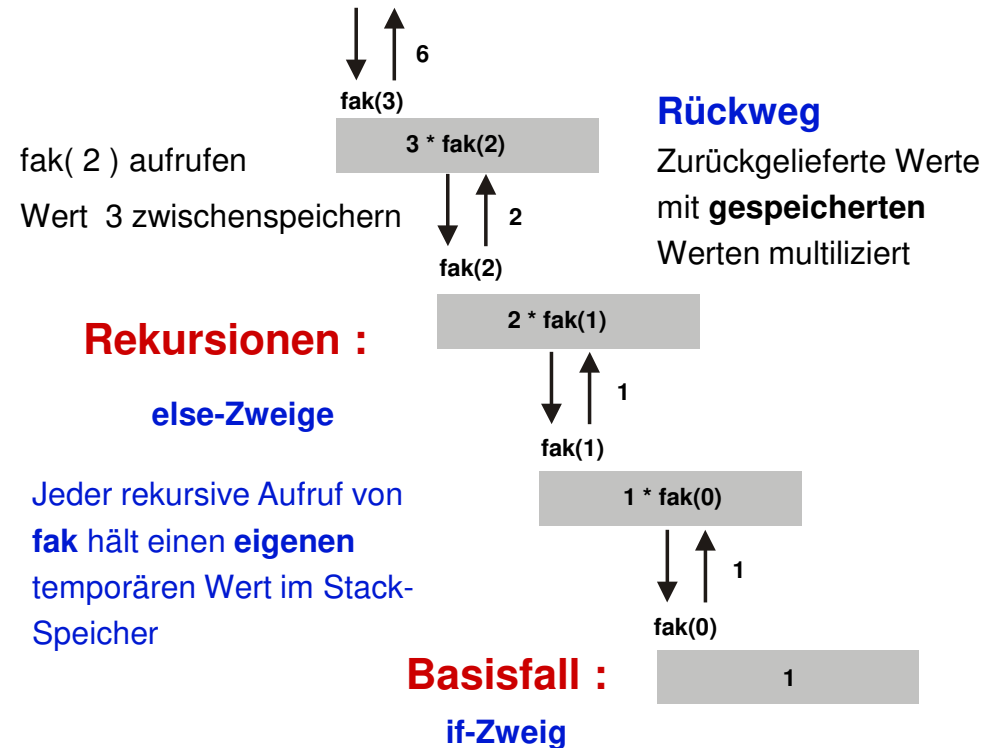 6
fak(3)
3 * fak(2)
Rückweg
Zurückgelieferte Werte
mit gespeicherten
Werten multiliziert
fak( 2 ) aufrufen
Wert 3 zwischenspeichern
2
fak(2)
2 * fak(1)
Rekursionen :
else-Zweige
1
fak(1)
Jeder rekursive Aufruf von
fak hält einen eigenen
temporären Wert im Stack-
Speicher
1 * fak(0)
1
fak(0)
Basisfall :
1
if-Zweig